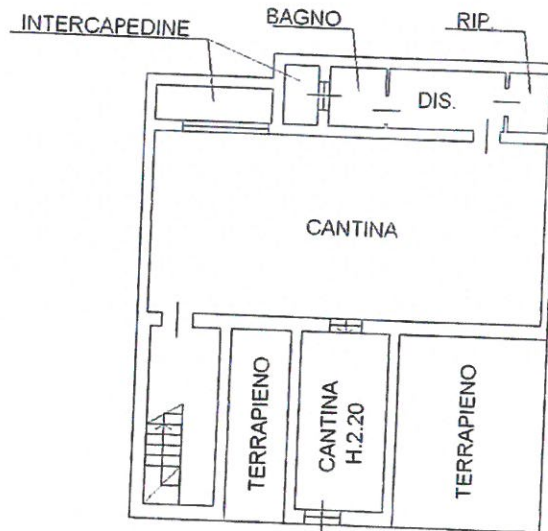 INTERCAPEDINE
BAGNO
RIP.
DIS.
CANTINA
TERRAPIENO
CANTINA
H.2.20
TERRAPIENO